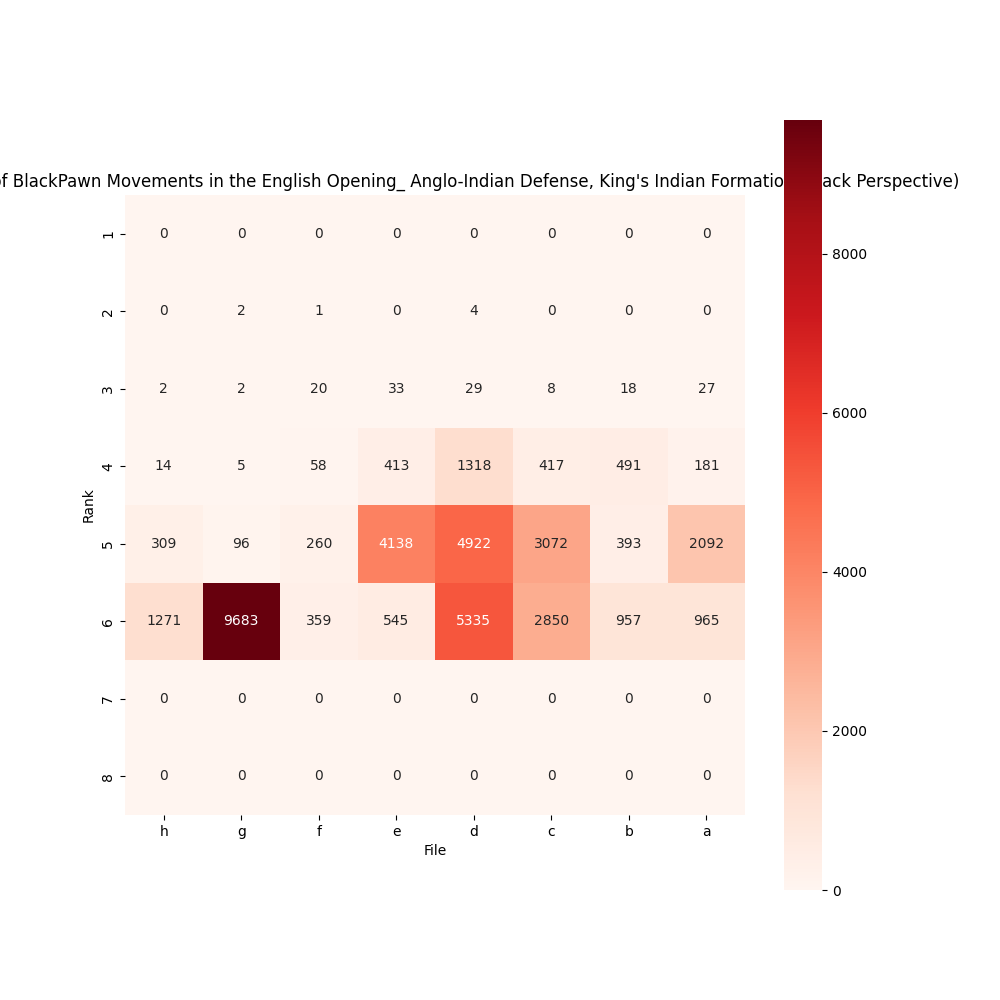 of BlackPawn Movements in the English Opening_ Anglo-Indian Defense, King's Indian Formatio ack Perspective)
1 0 0 0 0 0 0 0 0
2 0 2 1 0 4 0 0 0
3 2 2 20 33 29 8 18 27
4 14 5 58 413 1318 417 491 181
5 309 96 260 4138 4922 3072 393 2092
6 1271 9683 359 545 5335 2850 957 965
7 0 0 0 0 0 0 0 0
8 0 0 0 0 0 0 0 0
Rank
h g f e d c b a
File
8000
6000
4000
2000
0